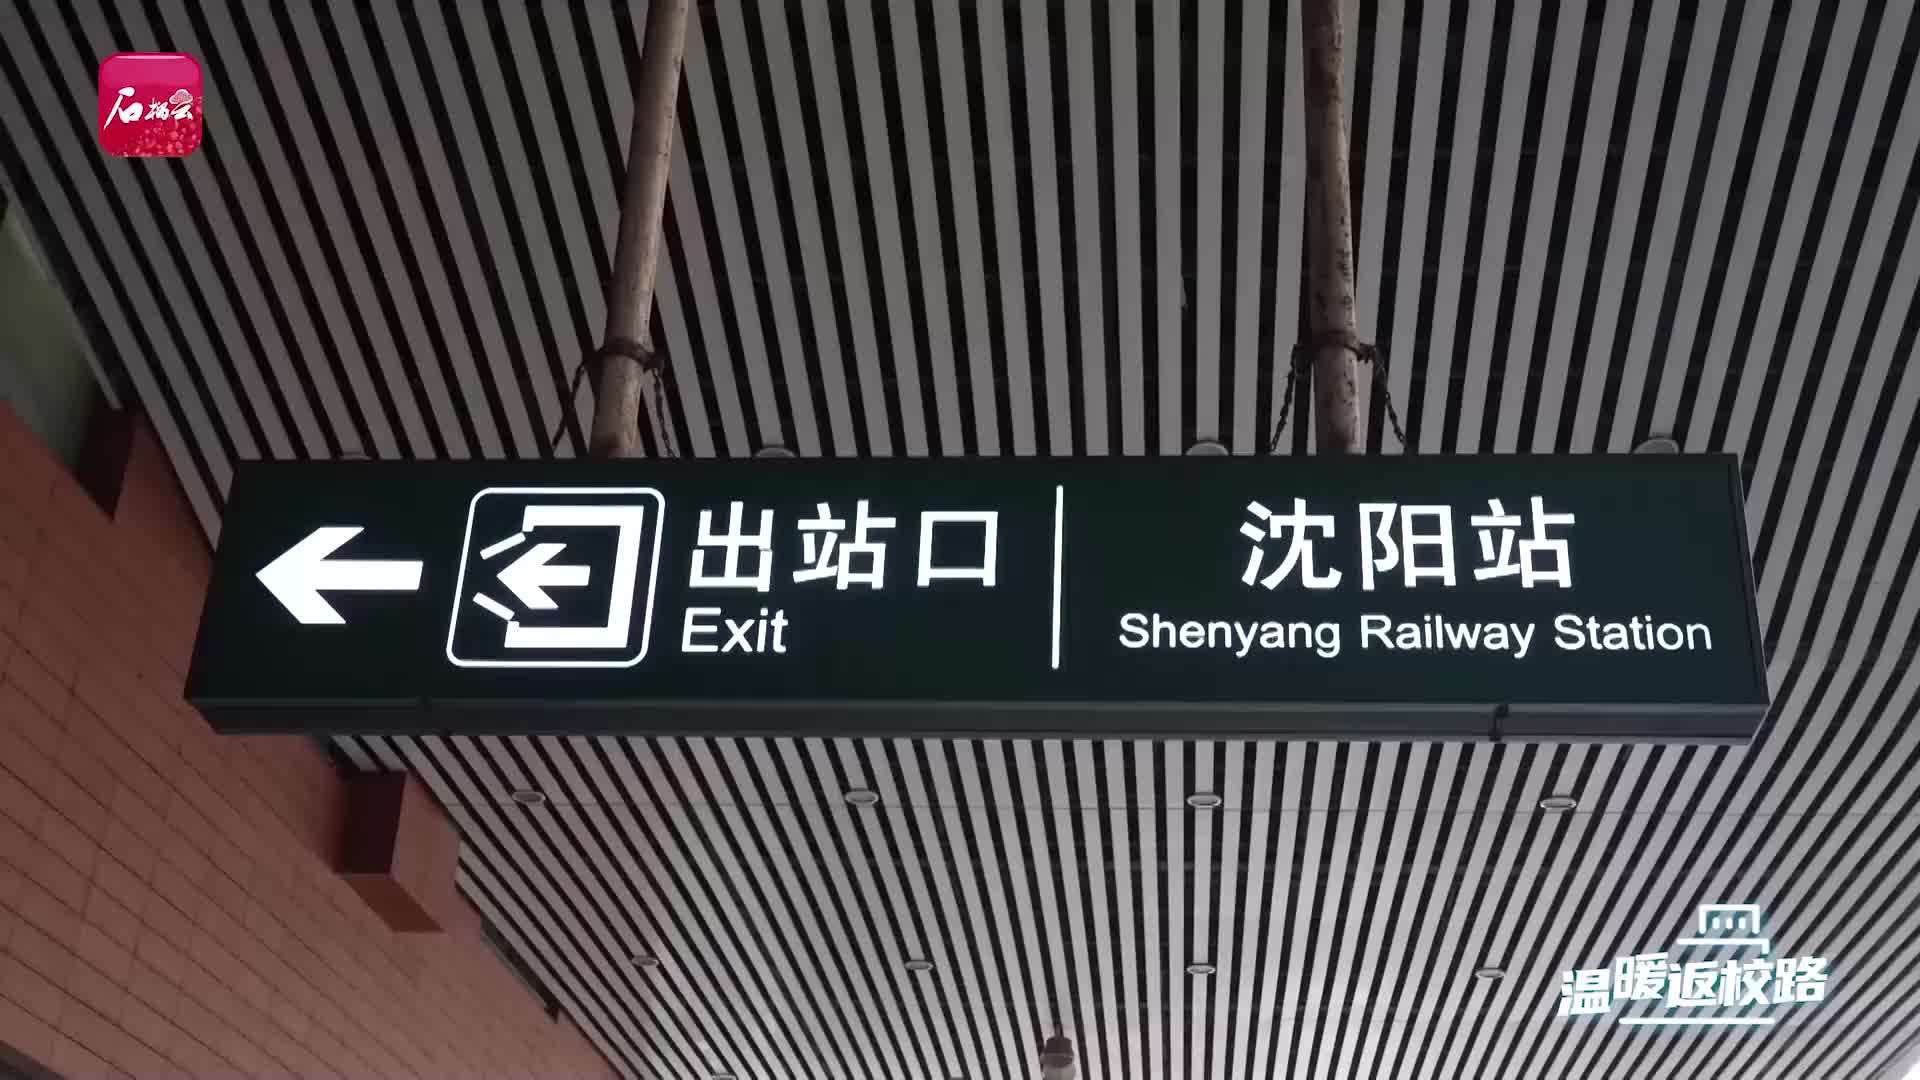 石榴云
出站口
Exit
沈阳站
Shenyang Railway Station
温暖返校路